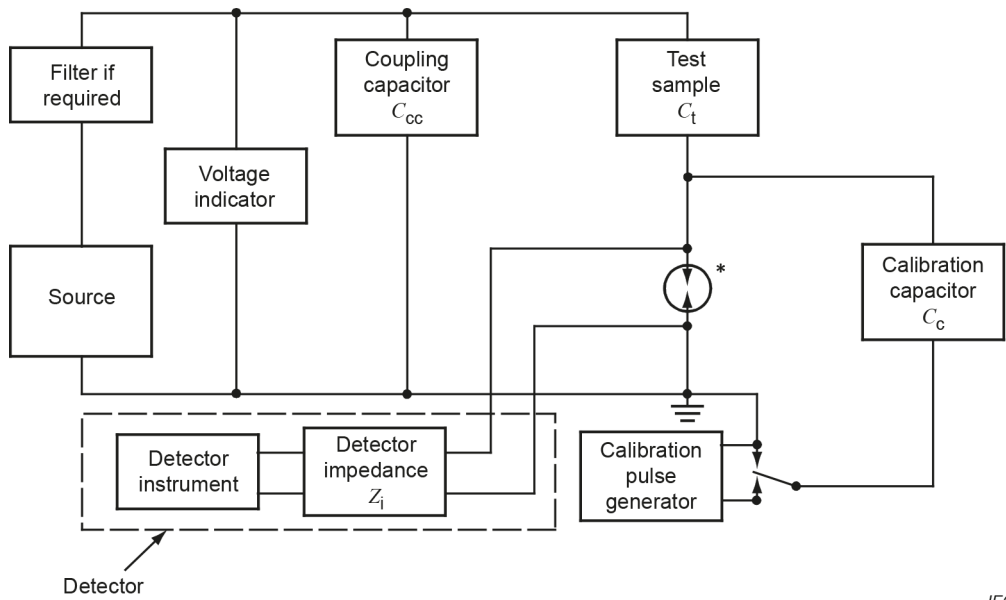 Filter if
required
Source
Voltage
indicator
Coupling
capacitor
Ccc
Test
sample
Ct
*
Calibration
capacitor
Cc
Detector
instrument
Detector
impedance
Zi
Calibration
pulse
generator
Detector